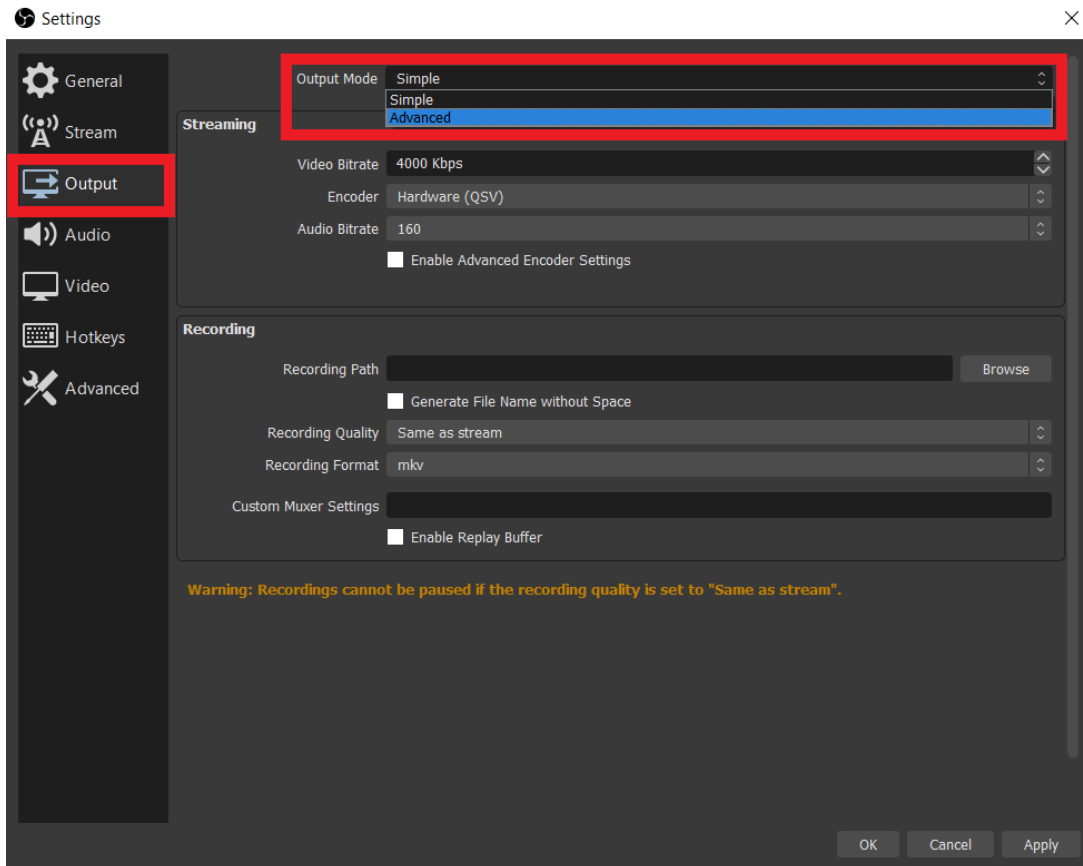 Settings
General
Stream
Output
Audio
Video
Hotkeys
Advanced
Output Mode Simple
Simple
Advanced
Streaming
Video Bitrate 4000 Kbps
Encoder Hardware (QSV)
Audio Bitrate 160
Enable Advanced Encoder Settings
Recording
Recording Path Browse
Generate File Name without Space
Recording Quality Same as stream
Recording Format mkv
Custom Muxer Settings
Enable Replay Buffer
Warning: Recordings cannot be paused if the recording quality is set to "Same as stream".
OK Cancel Apply